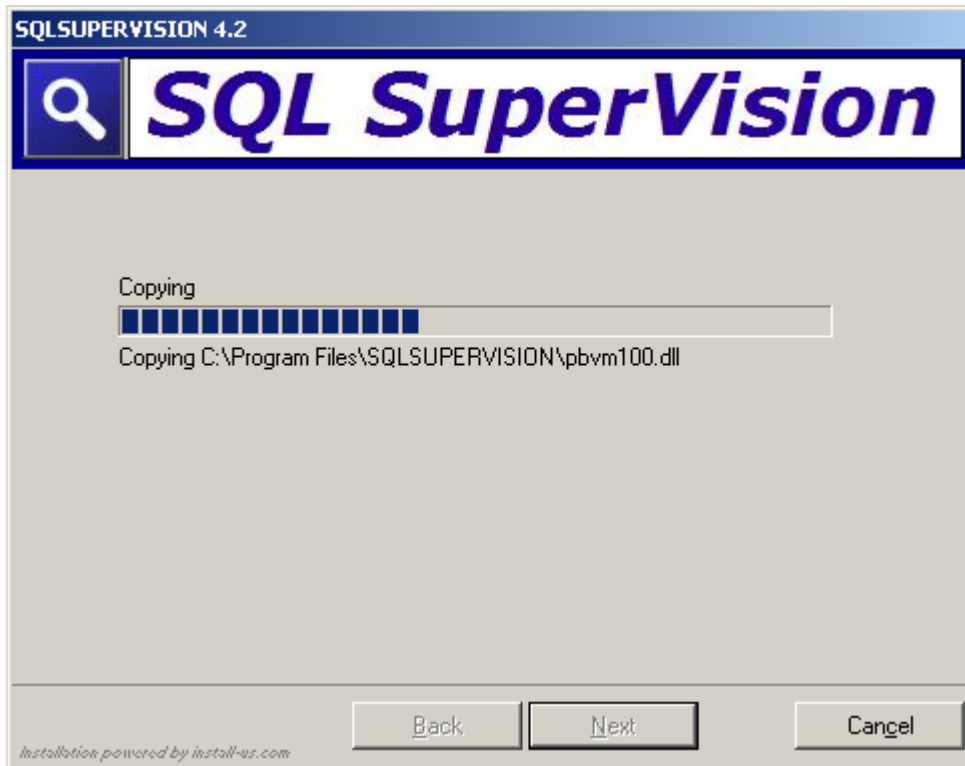 SQLSUPERVISION 4.2
SQL SuperVision
Copying
Copying C:\Program Files\SQLSUPERVISION\pbvm100.dll
Back
Next
Cancel
Installation powered by install-us.com